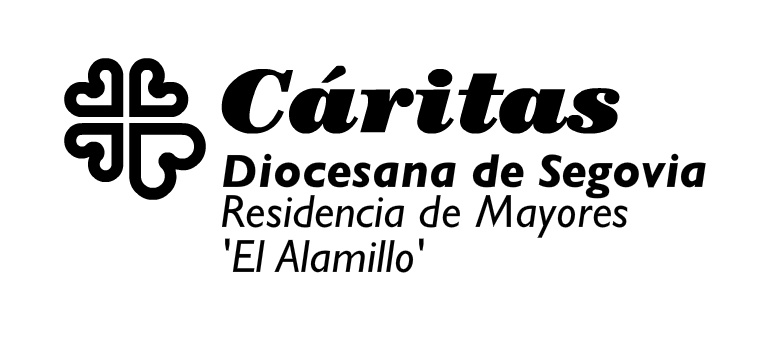 Cáritas
Diocesana de Segovia
Residencia de Mayores
'El Alamillo'